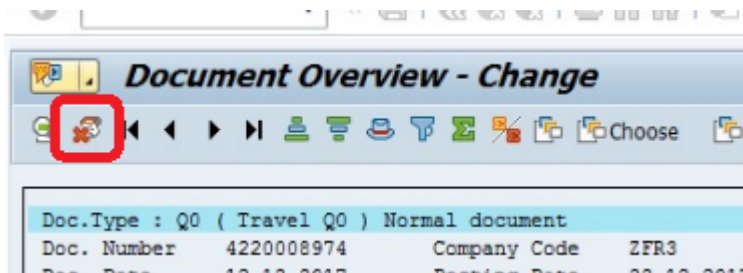 Document Overview - Change
Choose
Doc.Type : Q0 ( Travel Q0 ) Normal document
Doc. Number 4220008974 Company Code ZFR3